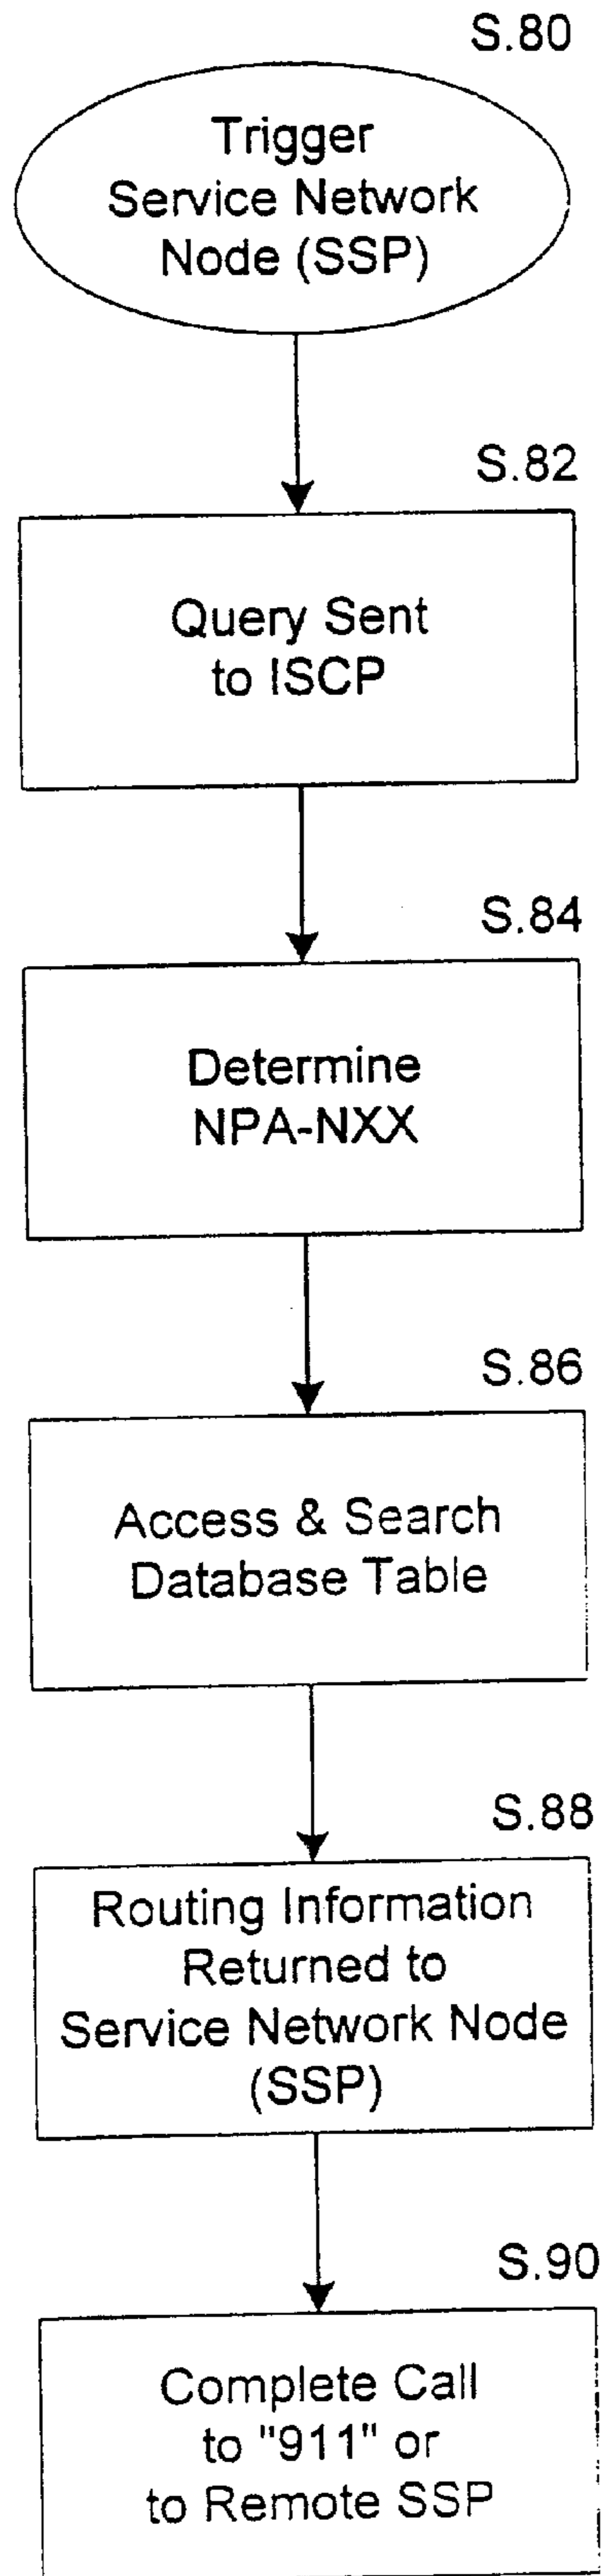 S.80
Trigger
Service Network
Node (SSP)
S.82
Query Sent
to ISCP
S.84
Determine
NPA-NXX
S.86
Access & Search
Database Table
S.88
Routing Information
Returned to
Service Network Node
(SSP)
S.90
Complete Call
to "911" or
to Remote SSP